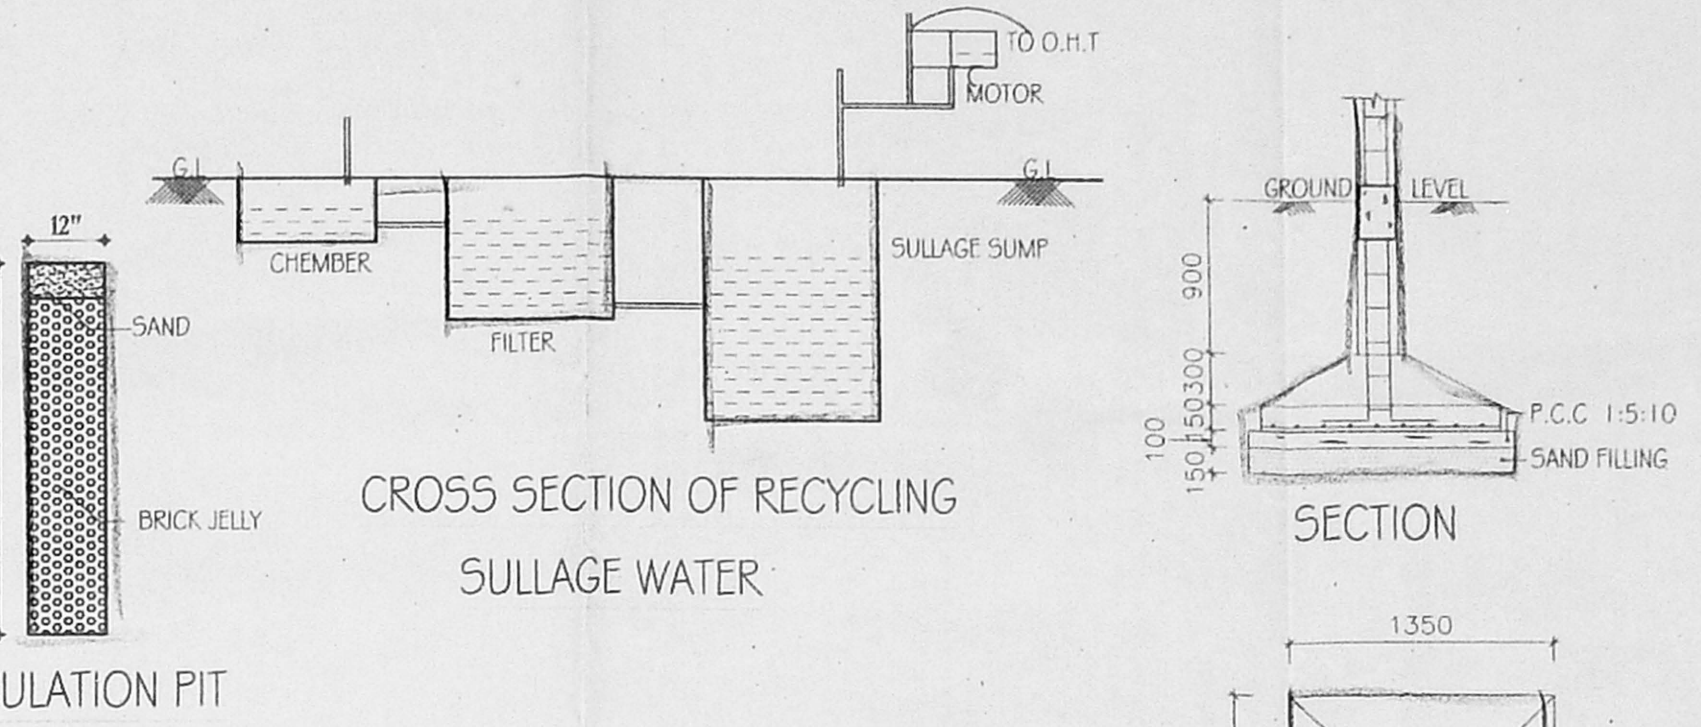 TO O.H.T
MOTOR
G.L
G.L
GROUND LEVEL
12"
CHEMBER
SULLAGE SUMP
900
SAND
FILTER
300
150
P.C.C 1:5:10
100
SAND FILLING
150
BRICK JELLY
CROSS SECTION OF RECYCLING
SULLAGE WATER
SECTION
1350
ULATION PIT